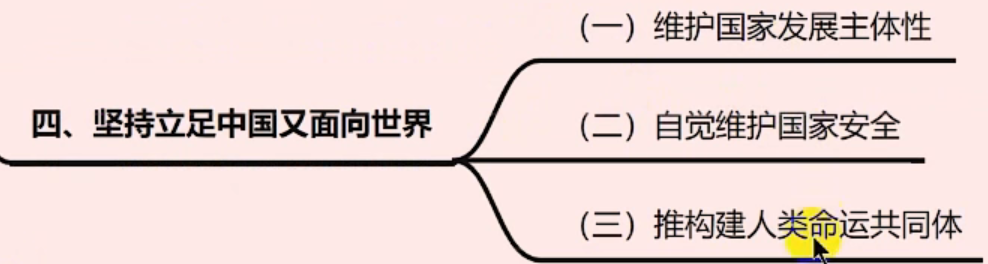 四、坚持立足中国又面向世界
（一）维护国家发展主体性
（二）自觉维护国家安全
（三）推构建人类命运共同体